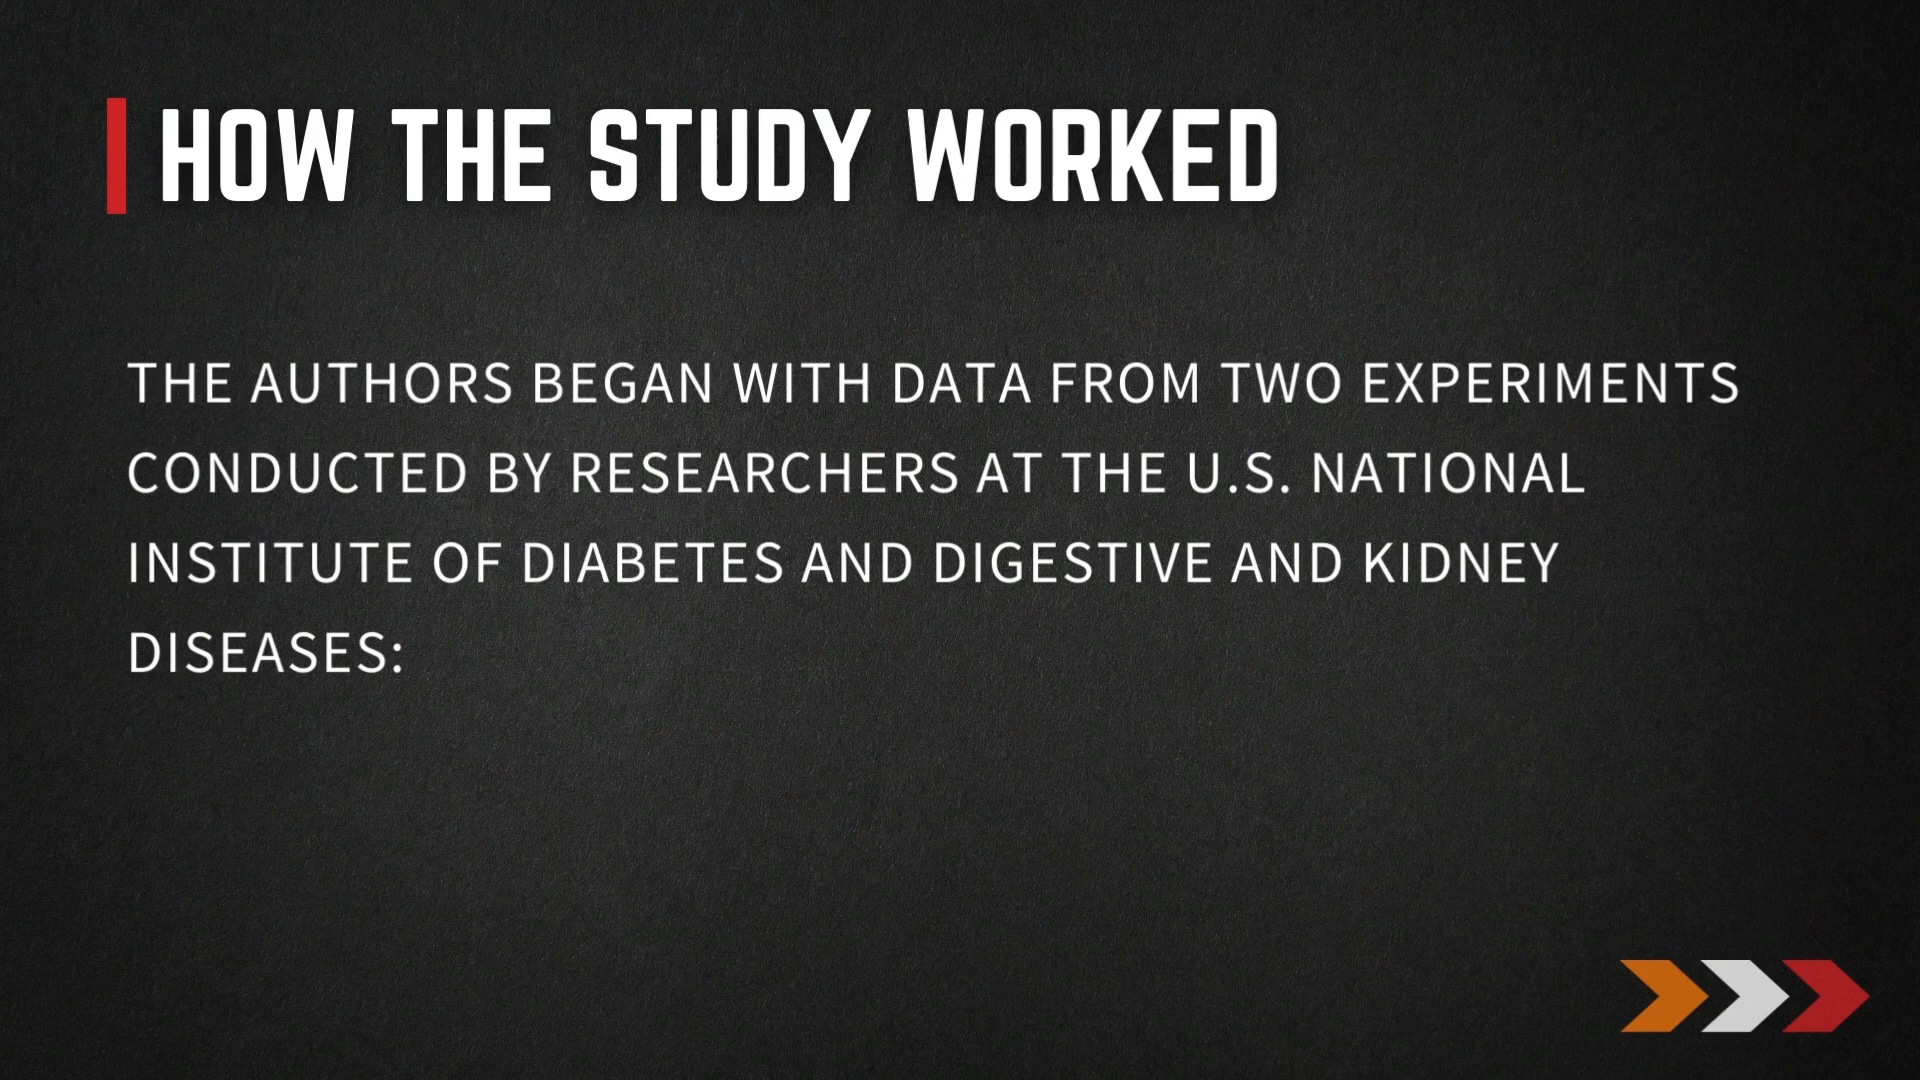 HOW THE STUDY WORKED
THE AUTHORS BEGAN WITH DATA FROM TWO EXPERIMENTS
CONDUCTED BY RESEARCHERS AT THE U.S. NATIONAL
INSTITUTE OF DIABETES AND DIGESTIVE AND KIDNEY
DISEASES: